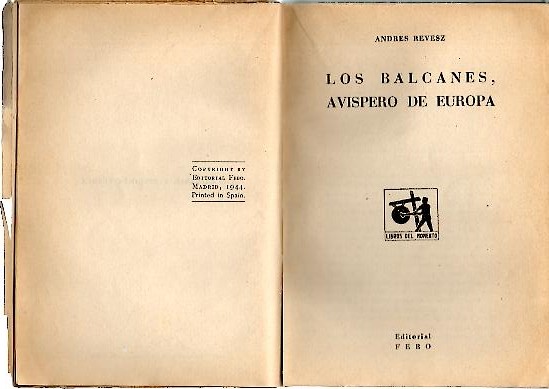 COPYRIGHT BY
EDITORIAL FEBO.
MADRID, 1944.
Printed in Spain.
ANDRES REVESZ
LOS BALCANES,
AVISPERO DE EUROPA
LIBROS DEL MOMENTO
Editorial
FEBO